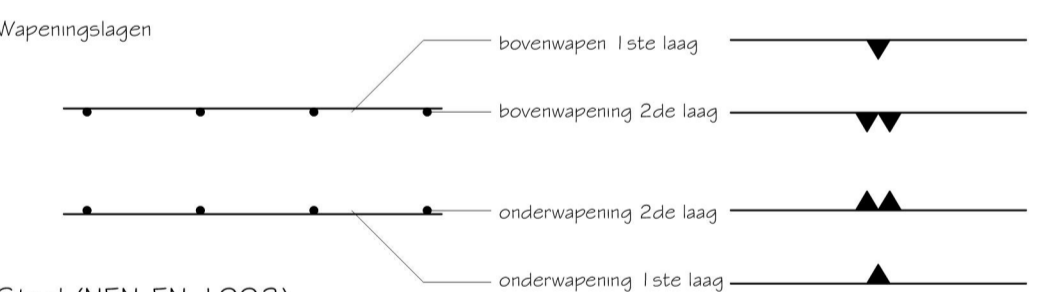 Wapeningslagen
bovenwapen 1ste laag
bovenwapening 2de laag
onderwapening 2de laag
onderwapening 1ste laag